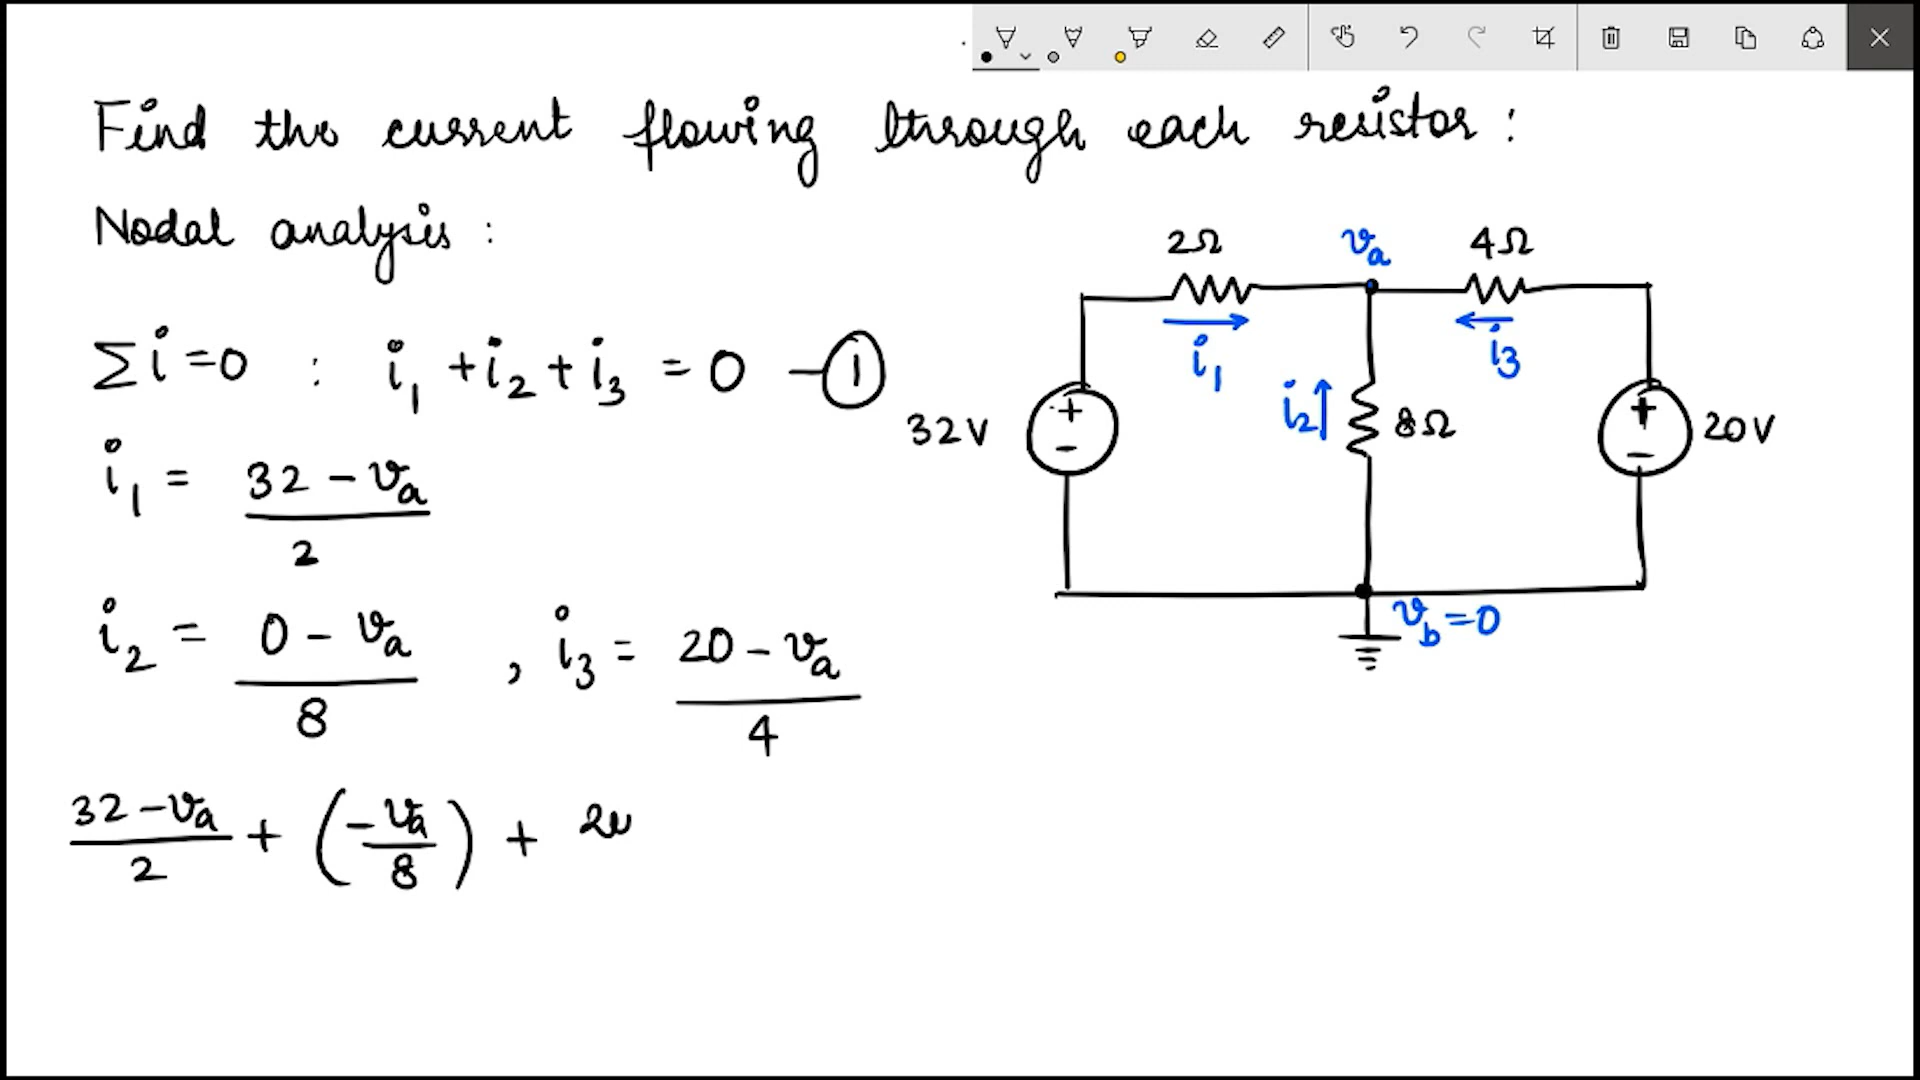 Find the current flowing through each resistor :
Nodal analysis :
Σi = 0 : i₁ + i₂ + i₃ = 0 — ①
i₁ = (32 - vₐ)/2
i₂ = (0 - vₐ)/8 , i₃ = (20 - vₐ)/4
(32 - vₐ)/2 + (-vₐ/8) + 20
2Ω vₐ 4Ω
i₁ i₃
32V + - i₂ 8Ω + - 20V
v_b = 0